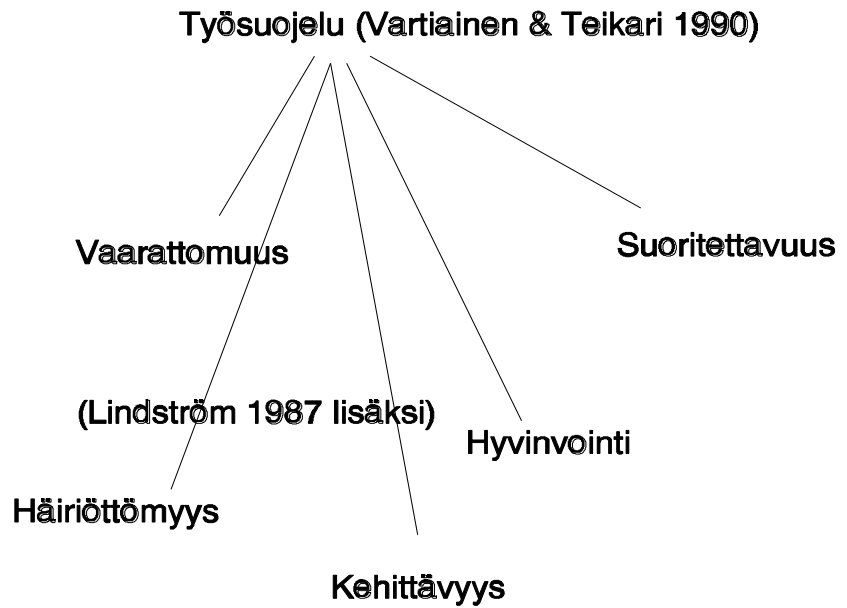 Työsuojelu (Vartiainen & Teikari 1990)
Vaarattomuus
Suoritettavuus
(Lindström 1987 lisäksi)
Hyvinvointi
Häiriöttömyys
Kehittävyys